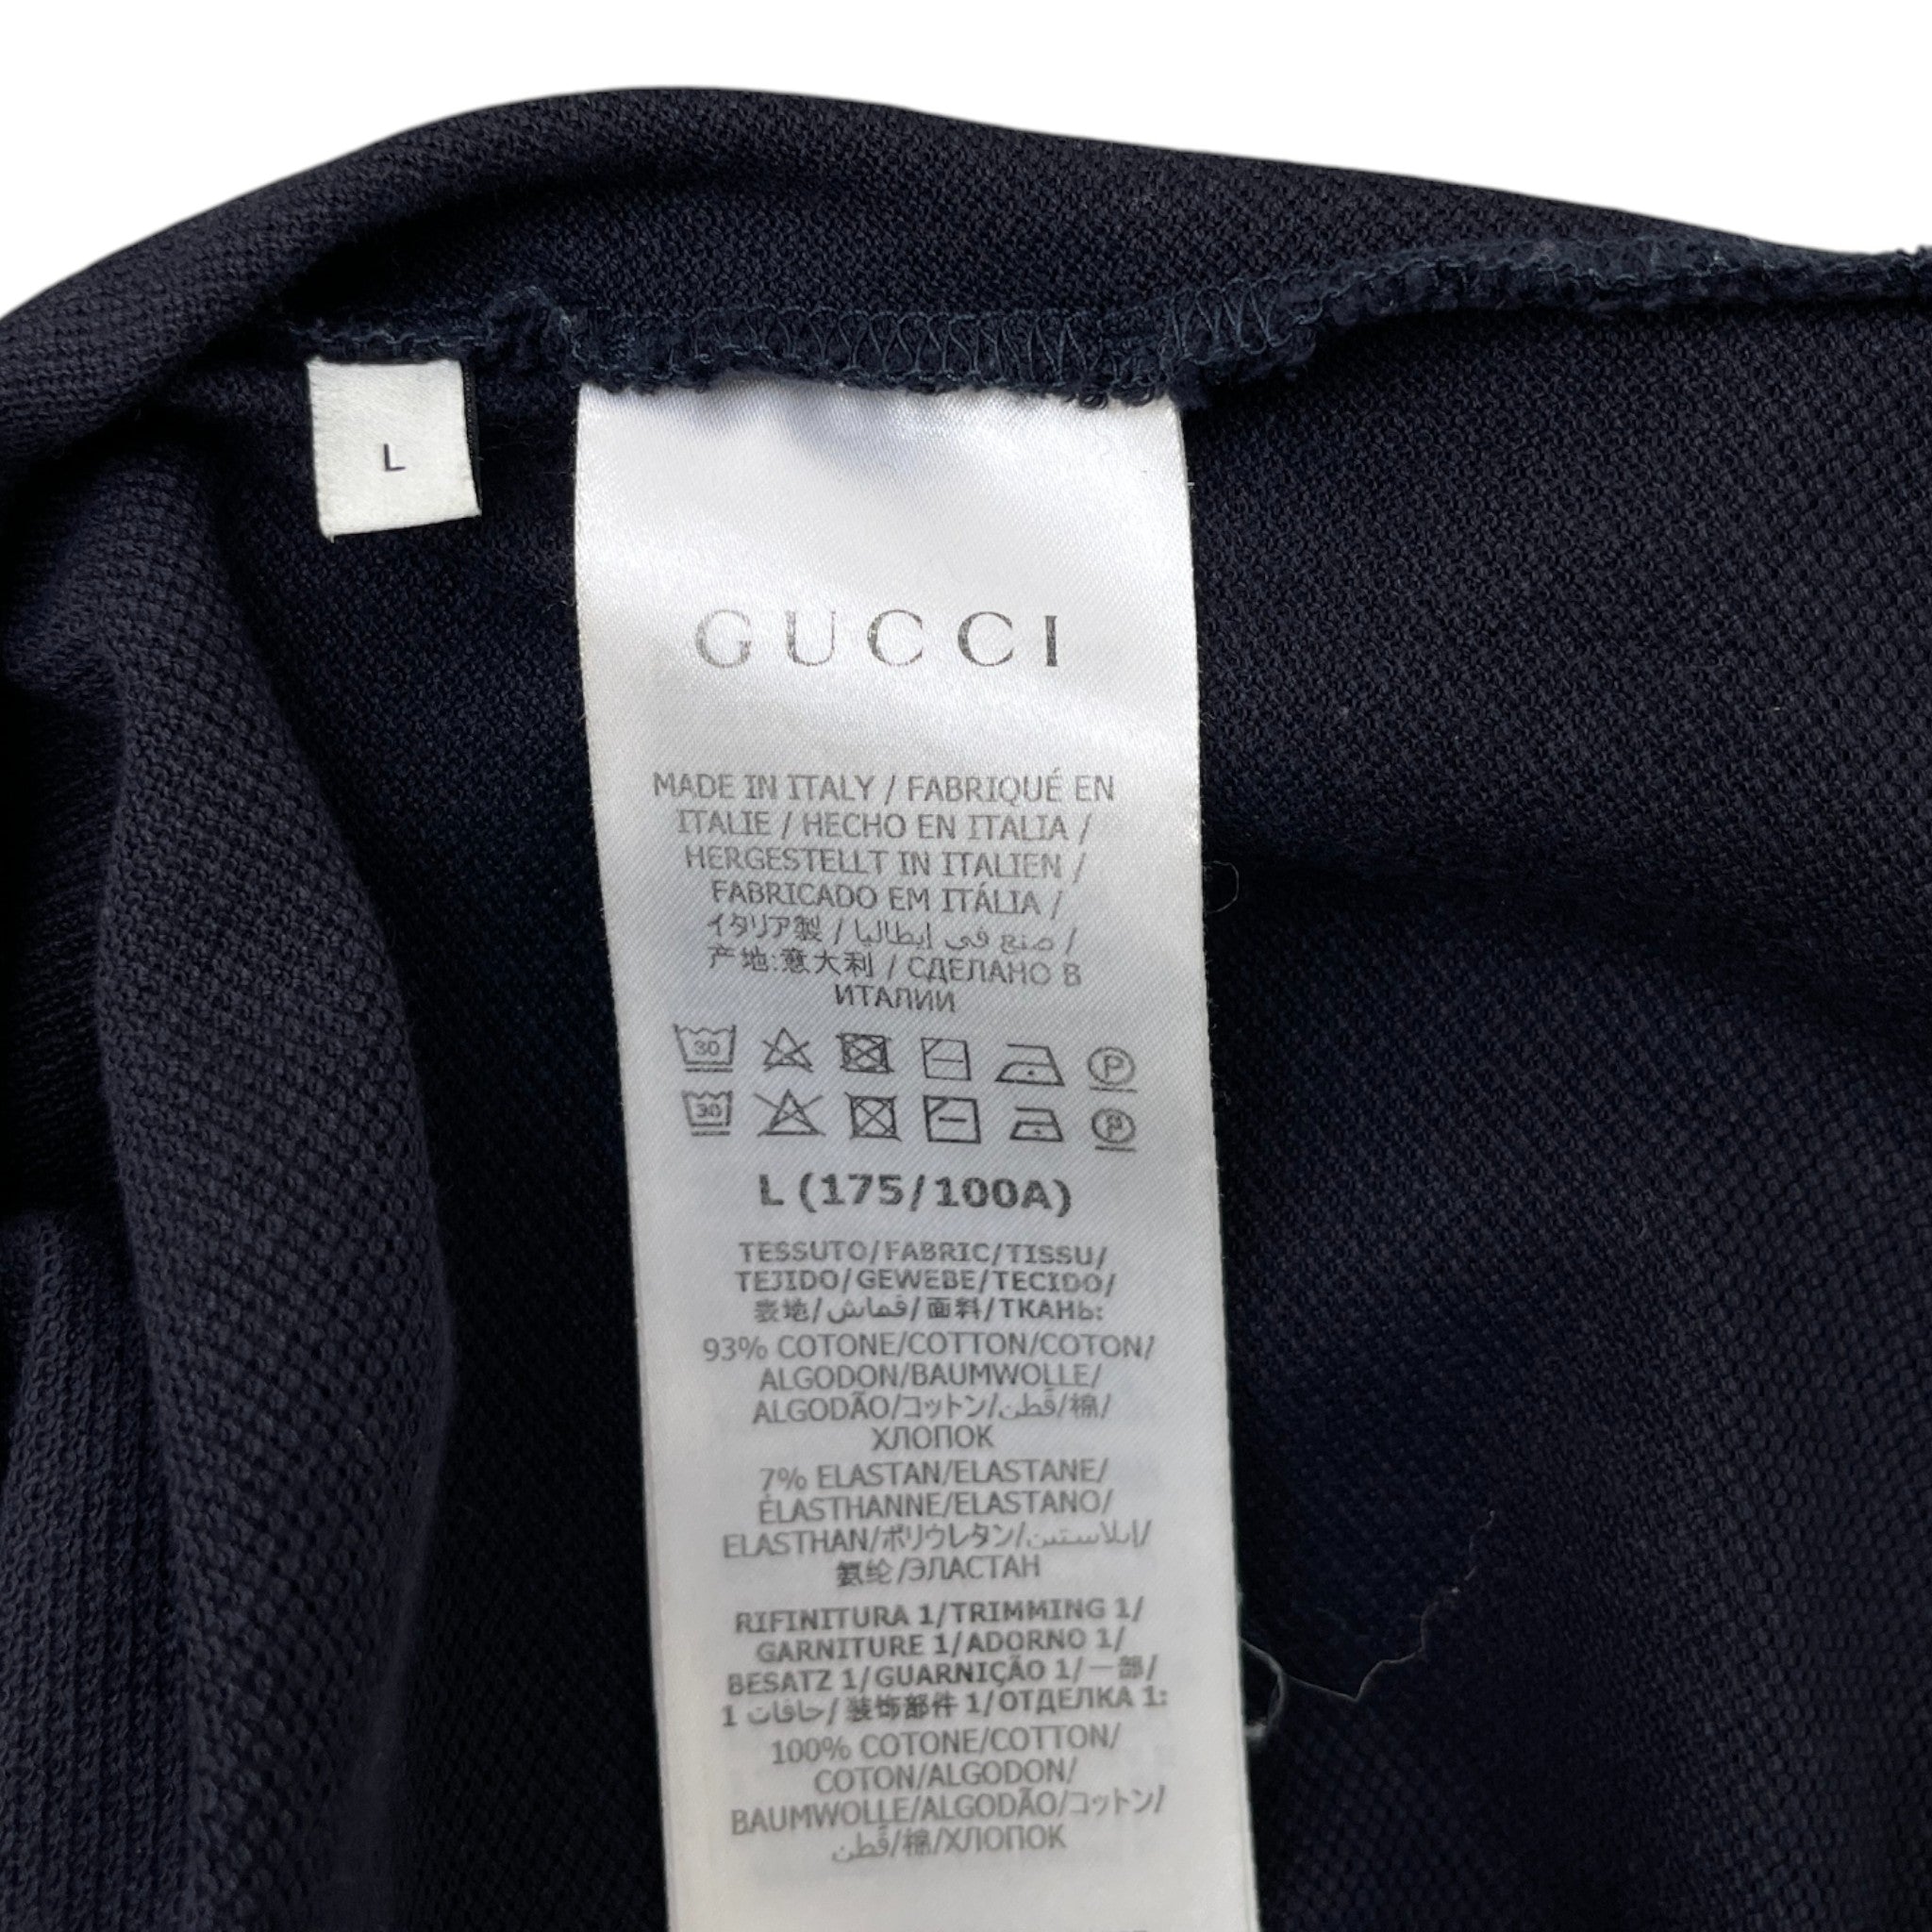 L
GUCCI
MADE IN ITALY / FABRIQUÉ EN
ITALIE / HECHO EN ITALIA /
HERGESTELLT IN ITALIEN /
FABRICADO EM ITÁLIA /
イタリア製 / صنع في إيطاليا /
产地:意大利 / СДЕЛАНО В
ИТАЛИИ
30 P
30 P
L (175/100A)
TESSUTO/FABRIC/TISSU/
TEJIDO/GEWEBE/TECIDO/
表地/قماش/面料/ТКАНЬ:
93% COTONE/COTTON/COTON/
ALGODON/BAUMWOLLE/
ALGODÃO/コットン/قطن/棉/
ХЛОПОК
7% ELASTAN/ELASTANE/
ÉLASTHANNE/ELASTANO/
ELASTHAN/ポリウレタン/إيلاستين/
氨纶/ЭЛАСТАН
RIFINITURA 1/TRIMMING 1/
GARNITURE 1/ADORNO 1/
BESATZ 1/GUARNIÇÃO 1/一部/
حافات 1/装饰部件 1/ОТДЕЛКА 1:
100% COTONE/COTTON/
COTON/ALGODON/
BAUMWOLLE/ALGODÃO/コットン/
قطن/棉/ХЛОПОК